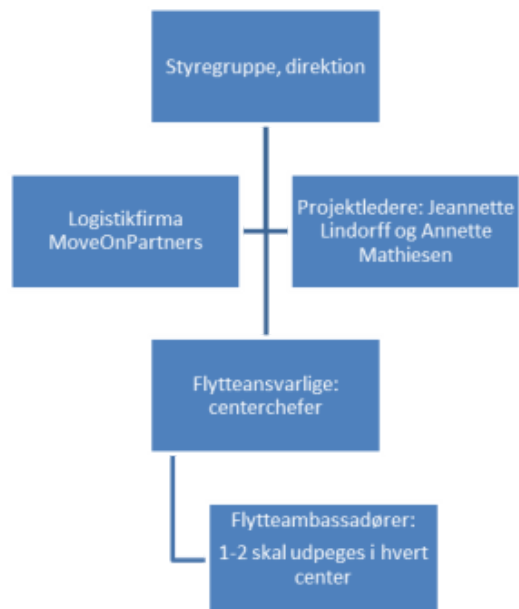 Styregruppe, direktion
Logistikfirma
MoveOnPartners
Projektledere: Jeannette
Lindorff og Annette
Mathiesen
Flytteansvarlige:
centerchefer
Flytteambassadører:
1-2 skal udpeges i hvert
center